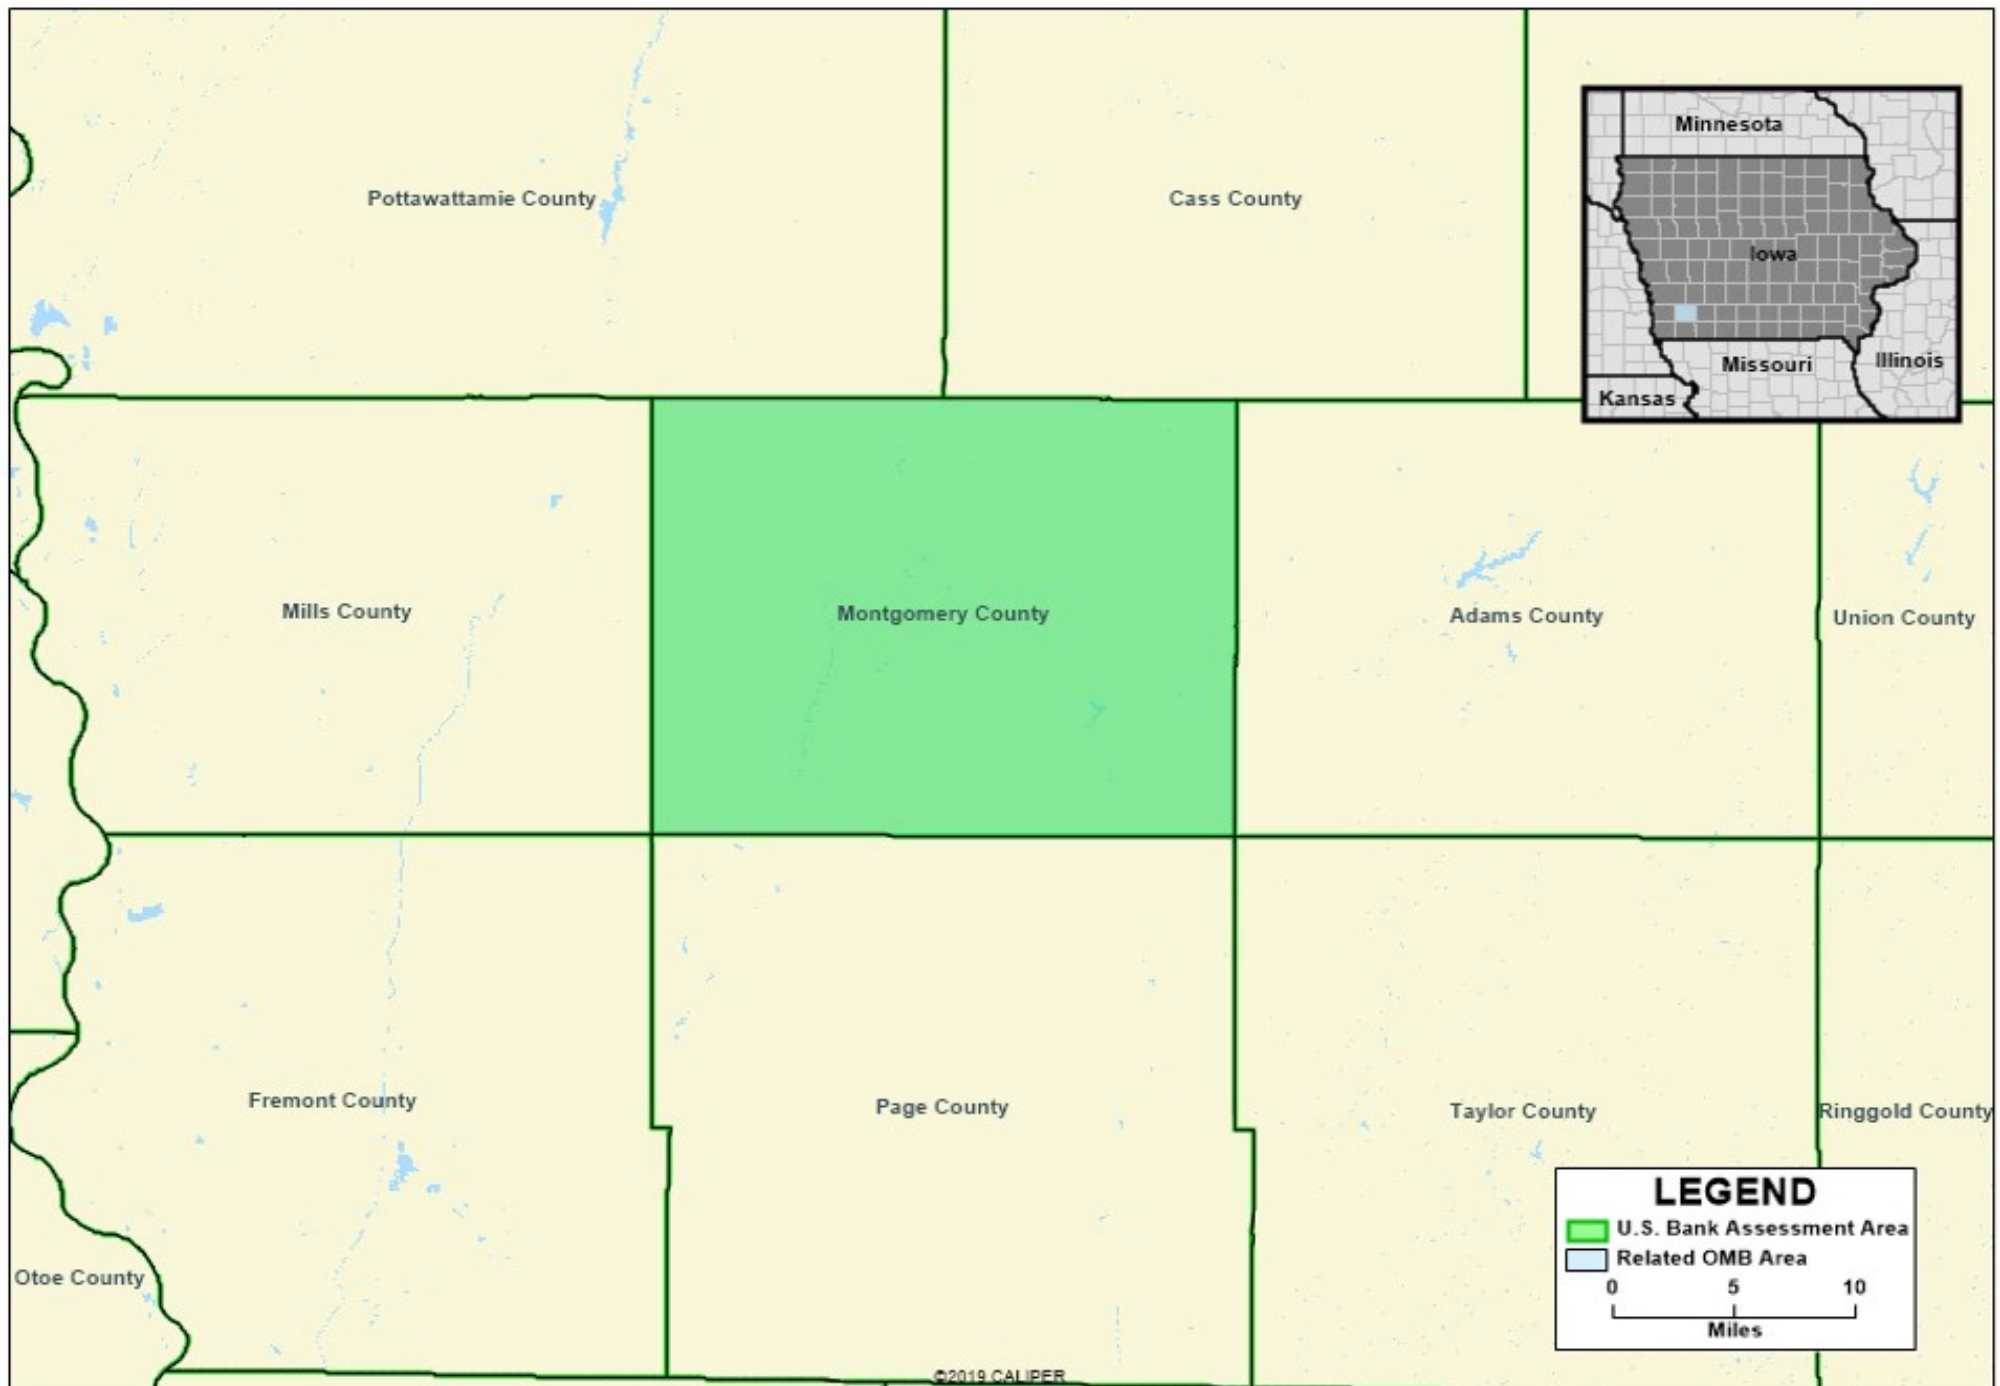 Minnesota
Pottawattamie County
Cass County
Iowa
Missouri
Illinois
Kansas
Mills County
Montgomery County
Adams County
Union County
Fremont County
Page County
Taylor County
Ringgold County
LEGEND
U.S. Bank Assessment Area
Related OMB Area
0 5 10
Miles
Otoe County
©2019 CALIPER